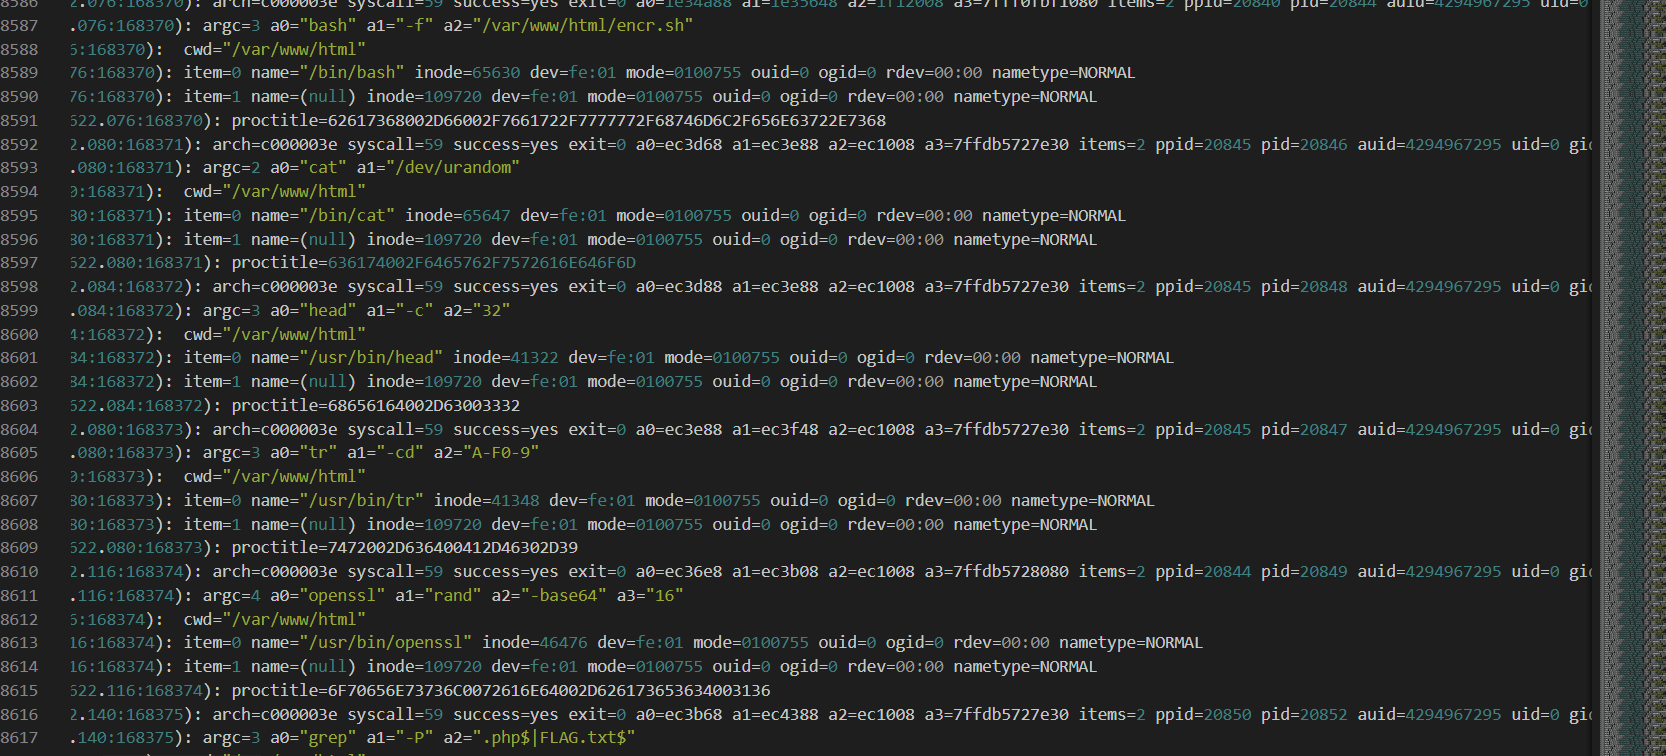 8586 2.076:168370): arch=c000003e syscall=59 success=yes exit=0 a0=1e34a88 a1=1e35648 a2=1f12008 a3=7fff0fbf1080 items=2 ppid=20840 pid=20844 auid=4294967295 uid=0
8587 .076:168370): argc=3 a0="bash" a1="-f" a2="/var/www/html/encr.sh"
8588 6:168370):  cwd="/var/www/html"
8589 76:168370): item=0 name="/bin/bash" inode=65630 dev=fe:01 mode=0100755 ouid=0 ogid=0 rdev=00:00 nametype=NORMAL
8590 76:168370): item=1 name=(null) inode=109720 dev=fe:01 mode=0100755 ouid=0 ogid=0 rdev=00:00 nametype=NORMAL
8591 622.076:168370): proctitle=62617368002D66002F7661722F7777772F68746D6C2F656E63722E7368
8592 2.080:168371): arch=c000003e syscall=59 success=yes exit=0 a0=ec3d68 a1=ec3e88 a2=ec1008 a3=7ffdb5727e30 items=2 ppid=20845 pid=20846 auid=4294967295 uid=0 gid
8593 .080:168371): argc=2 a0="cat" a1="/dev/urandom"
8594 0:168371):  cwd="/var/www/html"
8595 80:168371): item=0 name="/bin/cat" inode=65647 dev=fe:01 mode=0100755 ouid=0 ogid=0 rdev=00:00 nametype=NORMAL
8596 80:168371): item=1 name=(null) inode=109720 dev=fe:01 mode=0100755 ouid=0 ogid=0 rdev=00:00 nametype=NORMAL
8597 622.080:168371): proctitle=636174002F6465762F7572616E646F6D
8598 2.084:168372): arch=c000003e syscall=59 success=yes exit=0 a0=ec3d88 a1=ec3e88 a2=ec1008 a3=7ffdb5727e30 items=2 ppid=20845 pid=20848 auid=4294967295 uid=0 gid
8599 .084:168372): argc=3 a0="head" a1="-c" a2="32"
8600 4:168372):  cwd="/var/www/html"
8601 84:168372): item=0 name="/usr/bin/head" inode=41322 dev=fe:01 mode=0100755 ouid=0 ogid=0 rdev=00:00 nametype=NORMAL
8602 84:168372): item=1 name=(null) inode=109720 dev=fe:01 mode=0100755 ouid=0 ogid=0 rdev=00:00 nametype=NORMAL
8603 622.084:168372): proctitle=68656164002D63003332
8604 2.080:168373): arch=c000003e syscall=59 success=yes exit=0 a0=ec3e88 a1=ec3f48 a2=ec1008 a3=7ffdb5727e30 items=2 ppid=20845 pid=20847 auid=4294967295 uid=0 gid
8605 .080:168373): argc=3 a0="tr" a1="-cd" a2="A-F0-9"
8606 0:168373):  cwd="/var/www/html"
8607 80:168373): item=0 name="/usr/bin/tr" inode=41348 dev=fe:01 mode=0100755 ouid=0 ogid=0 rdev=00:00 nametype=NORMAL
8608 80:168373): item=1 name=(null) inode=109720 dev=fe:01 mode=0100755 ouid=0 ogid=0 rdev=00:00 nametype=NORMAL
8609 622.080:168373): proctitle=7472002D636400412D46302D39
8610 2.116:168374): arch=c000003e syscall=59 success=yes exit=0 a0=ec36e8 a1=ec3b08 a2=ec1008 a3=7ffdb5728080 items=2 ppid=20844 pid=20849 auid=4294967295 uid=0 gid
8611 .116:168374): argc=4 a0="openssl" a1="rand" a2="-base64" a3="16"
8612 6:168374):  cwd="/var/www/html"
8613 16:168374): item=0 name="/usr/bin/openssl" inode=46476 dev=fe:01 mode=0100755 ouid=0 ogid=0 rdev=00:00 nametype=NORMAL
8614 16:168374): item=1 name=(null) inode=109720 dev=fe:01 mode=0100755 ouid=0 ogid=0 rdev=00:00 nametype=NORMAL
8615 622.116:168374): proctitle=6F70656E73736C0072616E64002D626173653634003136
8616 2.140:168375): arch=c000003e syscall=59 success=yes exit=0 a0=ec3b68 a1=ec4388 a2=ec1008 a3=7ffdb5727e30 items=2 ppid=20850 pid=20852 auid=4294967295 uid=0 gid
8617 .140:168375): argc=3 a0="grep" a1="-P" a2=".php$|FLAG.txt$"